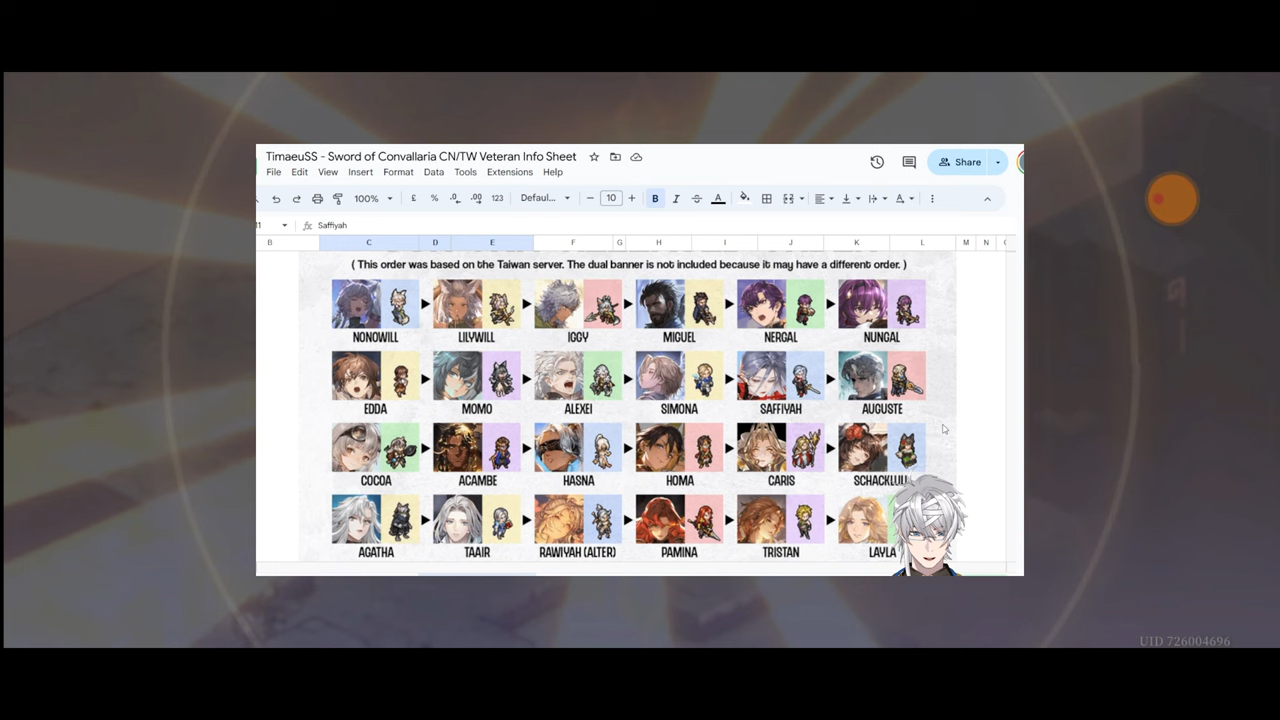 TimaeuSS - Sword of Convallaria CN/TW Veteran Info Sheet
File Edit View Insert Format Data Tools Extensions Help
Share
100% £ % .0 .00 123 Defaul... 10 B A
fx Saffiyah
B C D E F G H I J K L M N
( This order was based on the Taiwan server. The dual banner is not included because it may have a different order. )
NONOWILL LILYWILL IGGY MIGUEL NERGAL NUNGAL
EDDA MOMO ALEXEI SIMONA SAFFIYAH AUGUSTE
COCOA ACAMBE HASNA HOMA CARIS SCHACKLULU
AGATHA TAAIR RAWIYAH (ALTER) PAMINA TRISTAN LAYLA
UID 726004696